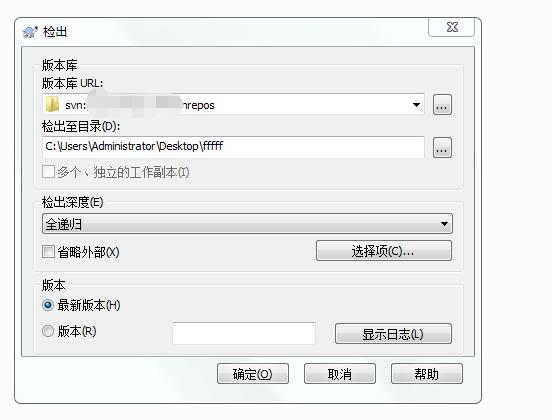 检出
版本库
版本库 URL:
svn: nrepos
...
检出至目录(D):
C:\Users\Administrator\Desktop\fffff
...
多个、独立的工作副本(I)
检出深度(E)
全递归
省略外部(X)
选择项(C)...
版本
最新版本(H)
版本(R)
显示日志(L)
确定(O)
取消
帮助